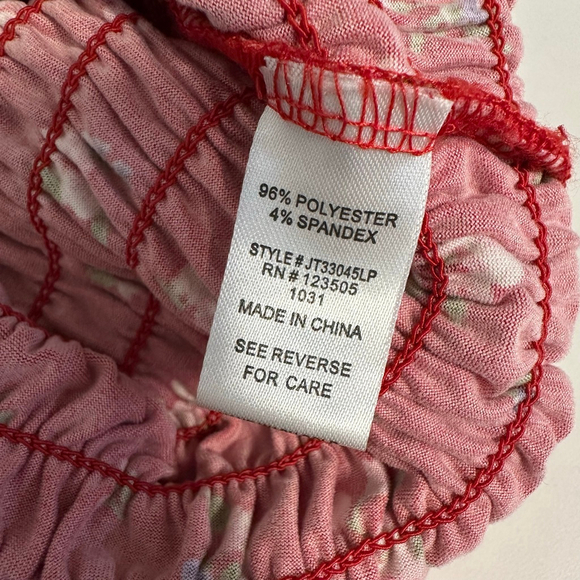 96% POLYESTER
4% SPANDEX
STYLE # JT33045LP
RN # 123505
1031
MADE IN CHINA
SEE REVERSE
FOR CARE